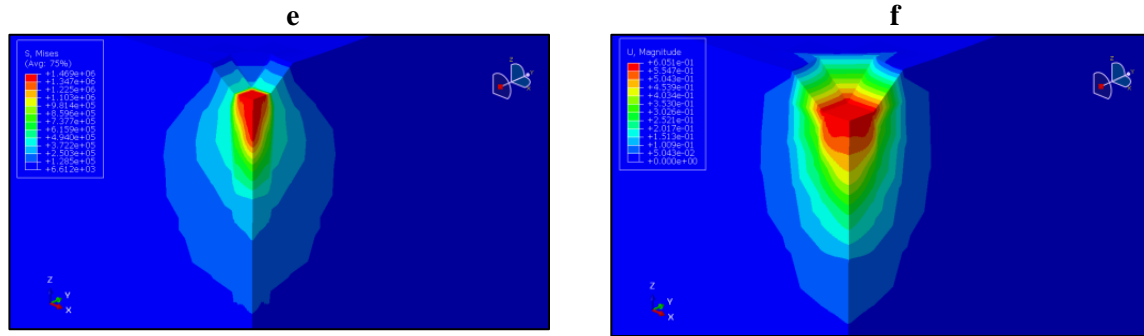 e
f
S, Mises
(Avg: 75%)
+1.469e+06
+1.347e+06
+1.225e+06
+1.103e+06
+9.814e+05
+8.596e+05
+7.377e+05
+6.159e+05
+4.940e+05
+3.722e+05
+2.503e+05
+1.285e+05
+6.612e+03
Z
Y
X
U, Magnitude
+6.051e-01
+5.547e-01
+5.043e-01
+4.539e-01
+4.034e-01
+3.530e-01
+3.026e-01
+2.521e-01
+2.017e-01
+1.513e-01
+1.009e-01
+5.043e-02
+0.000e+00
Z
Y
X